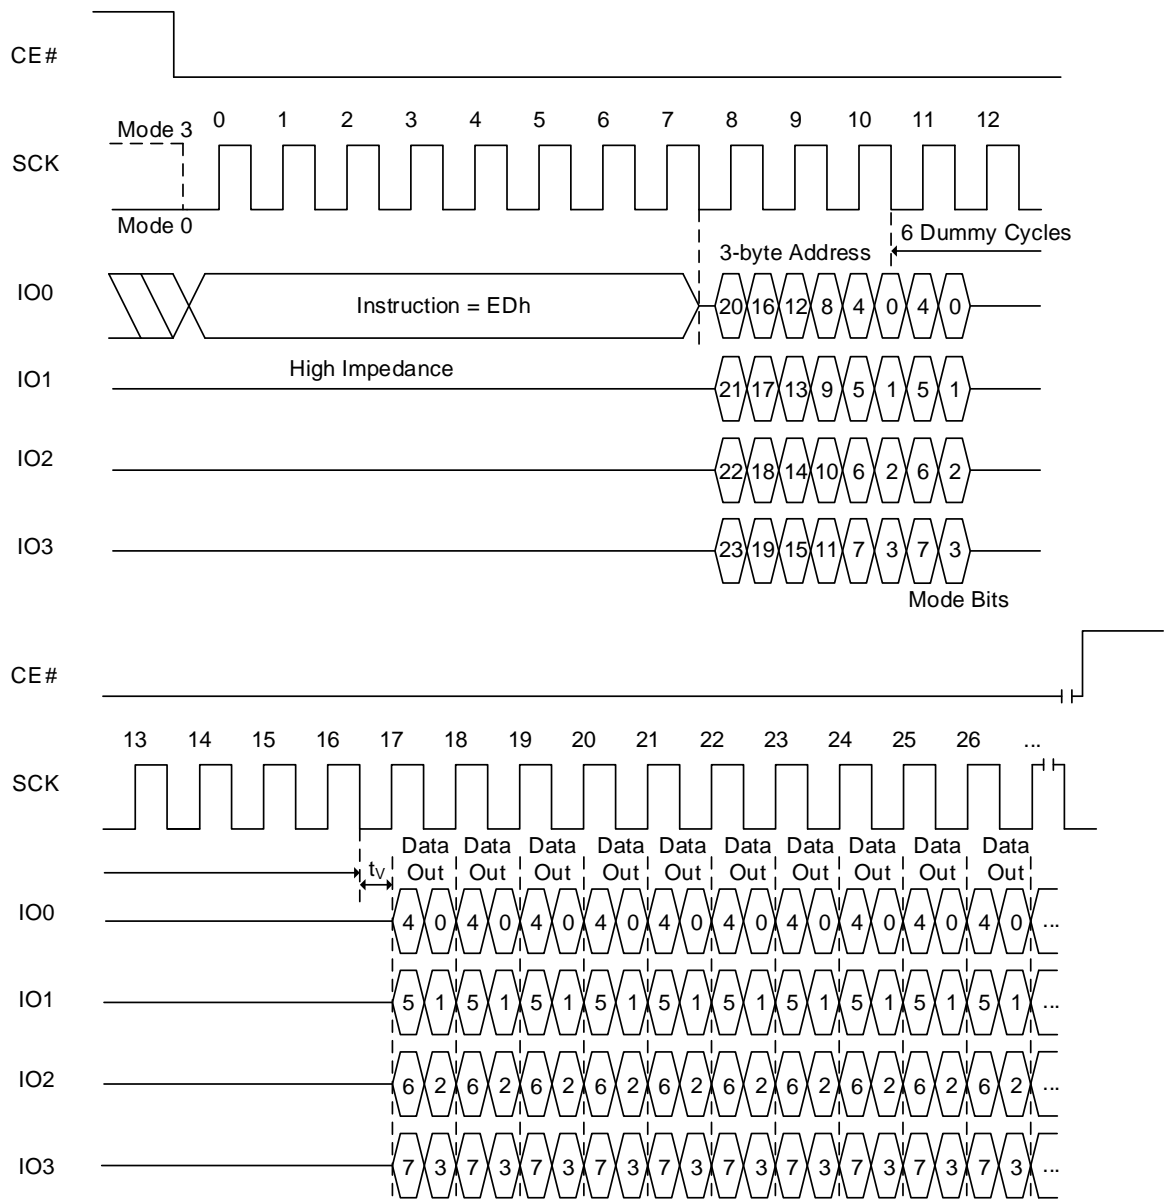 CE#
0 1 2 3 4 5 6 7 8 9 10 11 12
Mode 3
SCK
Mode 0
6 Dummy Cycles
3-byte Address
IO0
Instruction = EDh
20 16 12 8 4 0 4 0
High Impedance
IO1
21 17 13 9 5 1 5 1
IO2
22 18 14 10 6 2 6 2
IO3
23 19 15 11 7 3 7 3
Mode Bits
CE#
13 14 15 16 17 18 19 20 21 22 23 24 25 26 ...
SCK
Data Data Data Data Data Data Data Data Data Data
tV Out Out Out Out Out Out Out Out Out Out
IO0
4 0 4 0 4 0 4 0 4 0 4 0 4 0 4 0 4 0 4 0 ...
IO1
5 1 5 1 5 1 5 1 5 1 5 1 5 1 5 1 5 1 5 1 ...
IO2
6 2 6 2 6 2 6 2 6 2 6 2 6 2 6 2 6 2 6 2 ...
IO3
7 3 7 3 7 3 7 3 7 3 7 3 7 3 7 3 7 3 7 3 ...